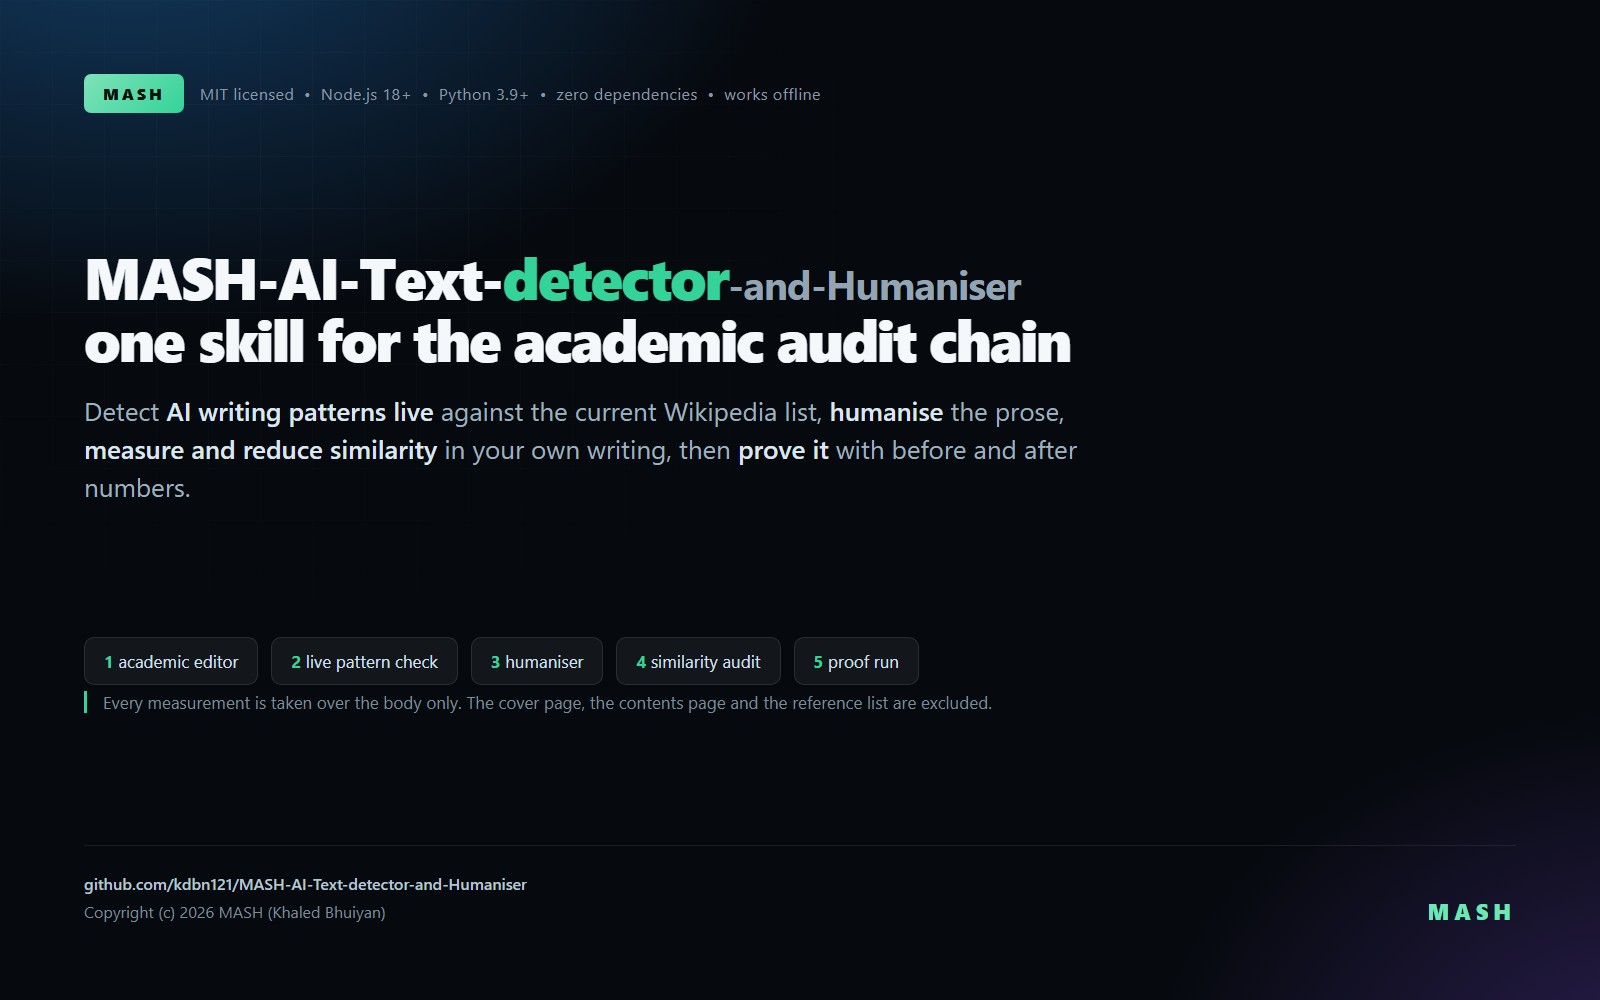 MASH MIT licensed • Node.js 18+ • Python 3.9+ • zero dependencies • works offline
MASH-AI-Text-detector-and-Humaniser
one skill for the academic audit chain
Detect AI writing patterns live against the current Wikipedia list, humanise the prose,
measure and reduce similarity in your own writing, then prove it with before and after
numbers.
1 academic editor 2 live pattern check 3 humaniser 4 similarity audit 5 proof run
Every measurement is taken over the body only. The cover page, the contents page and the reference list are excluded.
github.com/kdbn121/MASH-AI-Text-detector-and-Humaniser
Copyright (c) 2026 MASH (Khaled Bhuiyan)
MASH